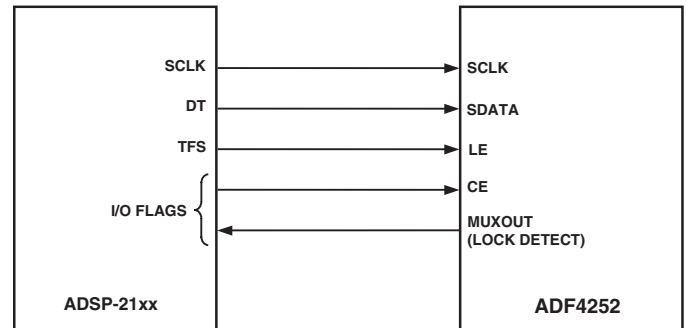 SCLK
DT
TFS
I/O FLAGS
ADSP-21xx
SCLK
SDATA
LE
CE
MUXOUT
(LOCK DETECT)
ADF4252